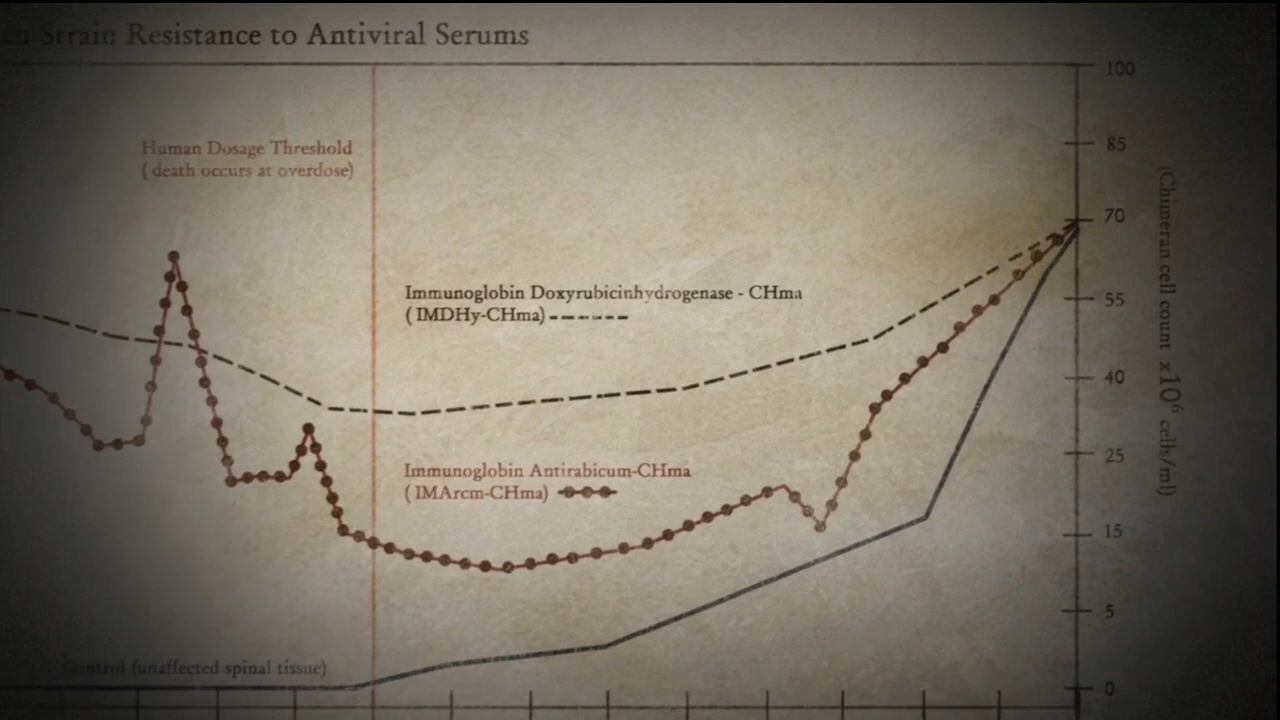 an Strain Resistance to Antiviral Serums
100
Human Dosage Threshold
( death occurs at overdose)
85
70
Immunoglobin Doxyrubicinhydrogenase - CHma
( IMDHy-CHma)
55
(Chimeran cell count x10⁶ cells/ml)
40
Immunoglobin Antirabicum-CHma
( IMArcm-CHma)
25
15
5
Control (unaffected spinal tissue)
0